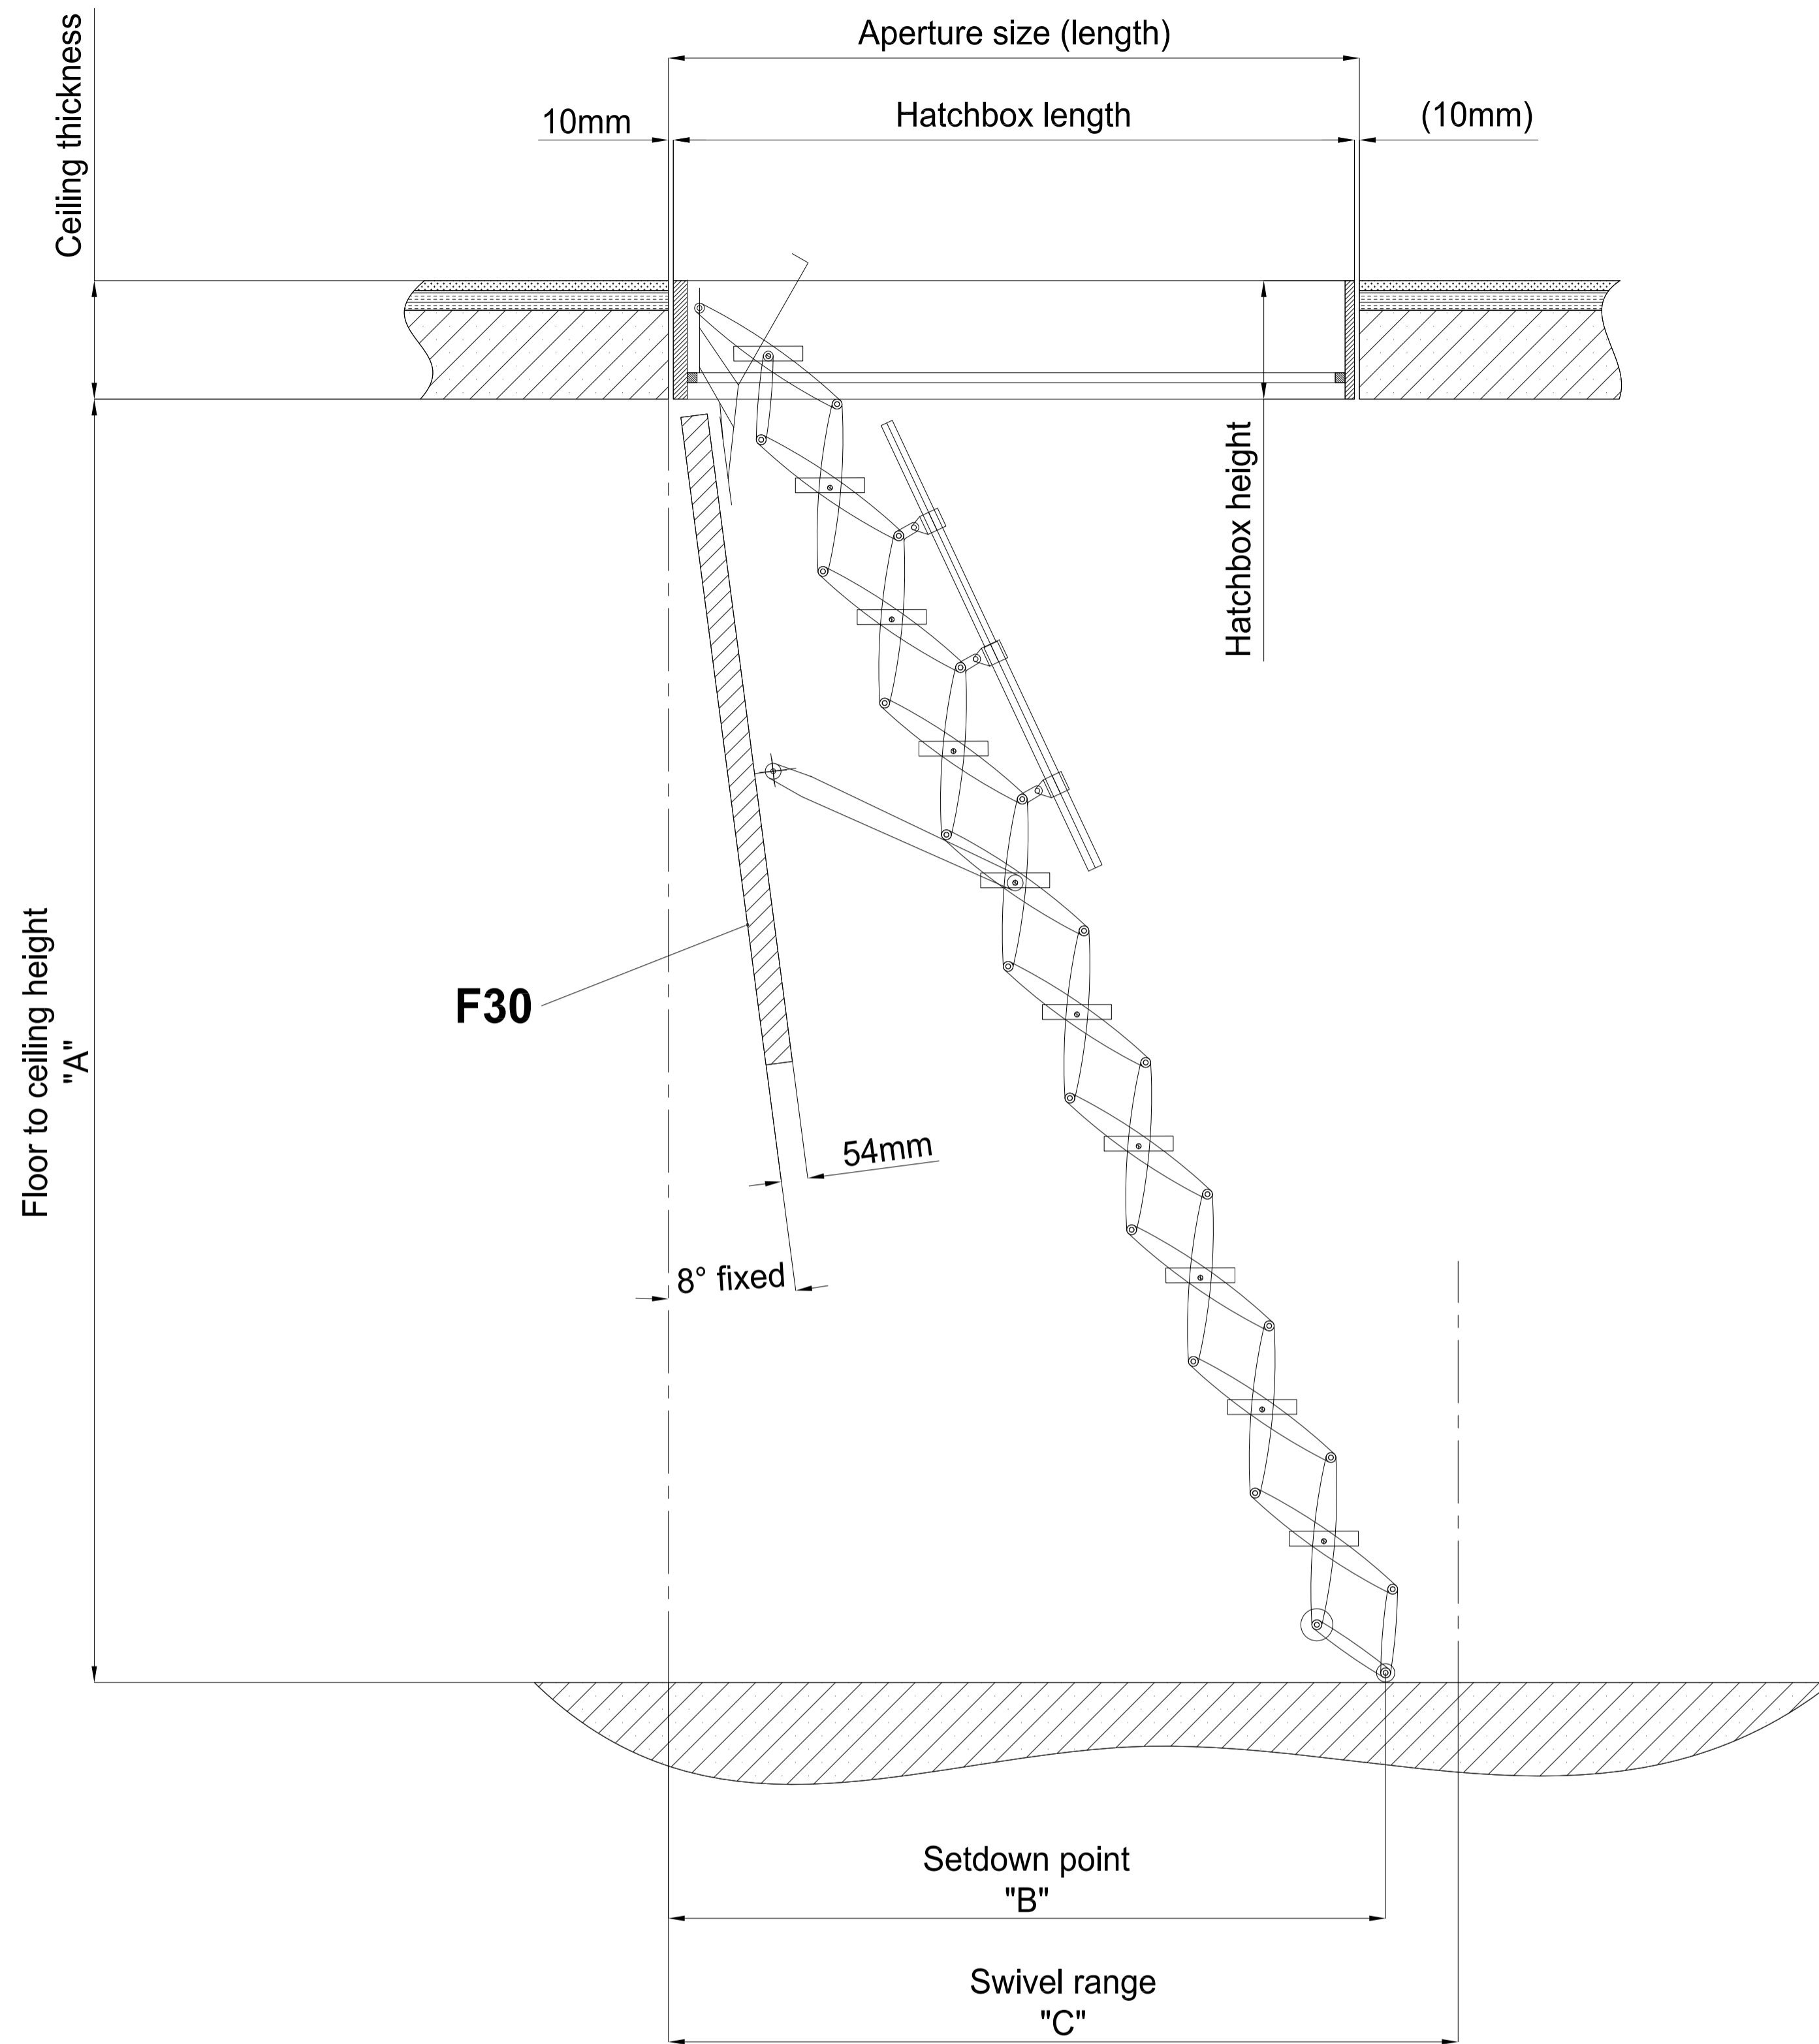 Aperture size (length)
Ceiling thickness
10mm
Hatchbox length
(10mm)
Hatchbox height
Floor to ceiling height
"A"
F30
54mm
8° fixed
Setdown point
"B"
Swivel range
"C"